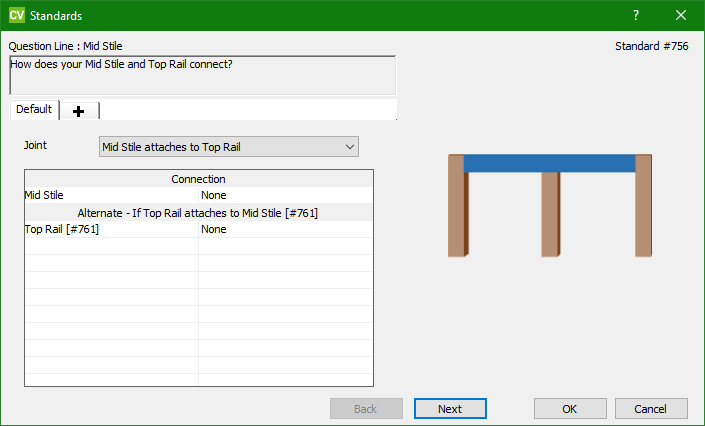 CV Standards ?
Question Line : Mid Stile Standard #756
How does your Mid Stile and Top Rail connect?
Default
Joint Mid Stile attaches to Top Rail
Connection
Mid Stile None
Alternate - If Top Rail attaches to Mid Stile [#761]
Top Rail [#761] None
Back Next OK Cancel